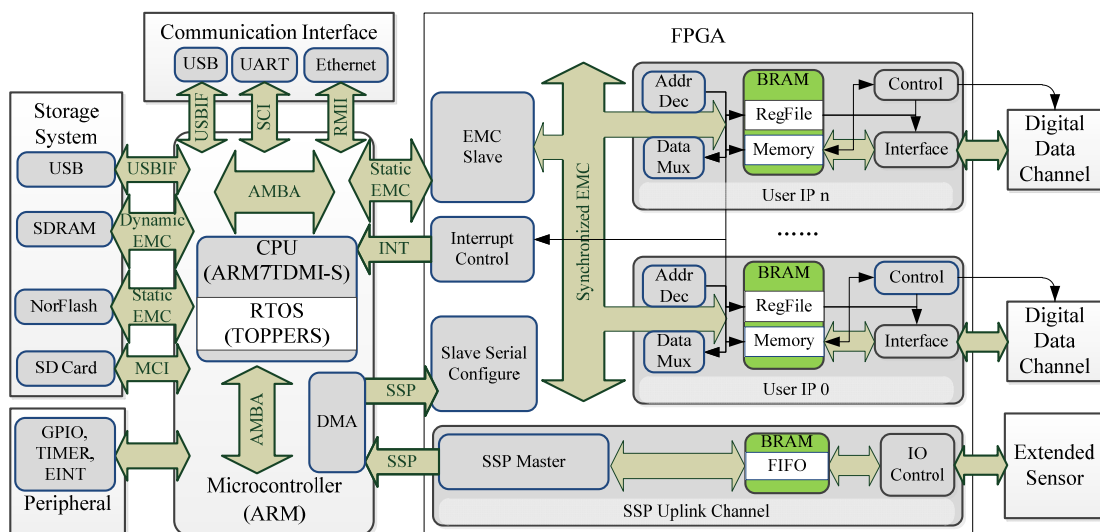 Communication Interface
USB
UART
Ethernet
USBIF
SCI
RMII
Storage
System
USB
SDRAM
NorFlash
SD Card
USBIF
Dynamic
EMC
Static
EMC
MCI
GPIO,
TIMER,
EINT
Peripheral
AMBA
CPU
(ARM7TDMI-S)
RTOS
(TOPPERS)
AMBA
DMA
Microcontroller
(ARM)
Static
EMC
INT
SSP
SSP
FPGA
EMC
Slave
Interrupt
Control
Slave Serial
Configure
Synchronized EMC
Addr
Dec
Data
Mux
BRAM
RegFile
Memory
Control
Interface
User IP n
......
Addr
Dec
Data
Mux
BRAM
RegFile
Memory
Control
Interface
User IP 0
SSP Master
BRAM
FIFO
IO
Control
SSP Uplink Channel
Digital
Data
Channel
Digital
Data
Channel
Extended
Sensor